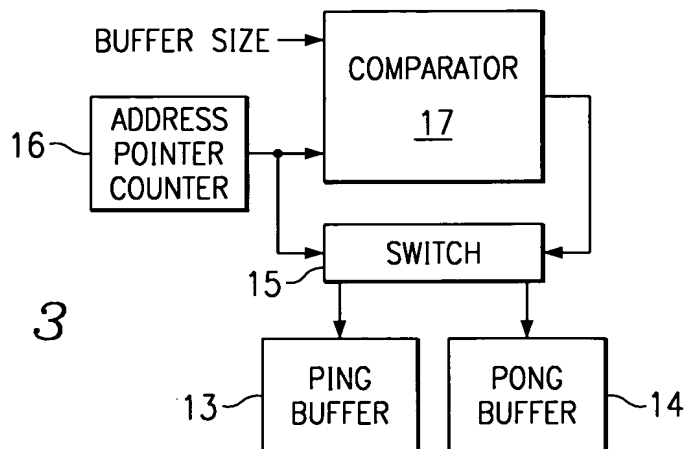 BUFFER SIZE
COMPARATOR
17
16
ADDRESS
POINTER
COUNTER
SWITCH
15
3
13
PING
BUFFER
PONG
BUFFER
14